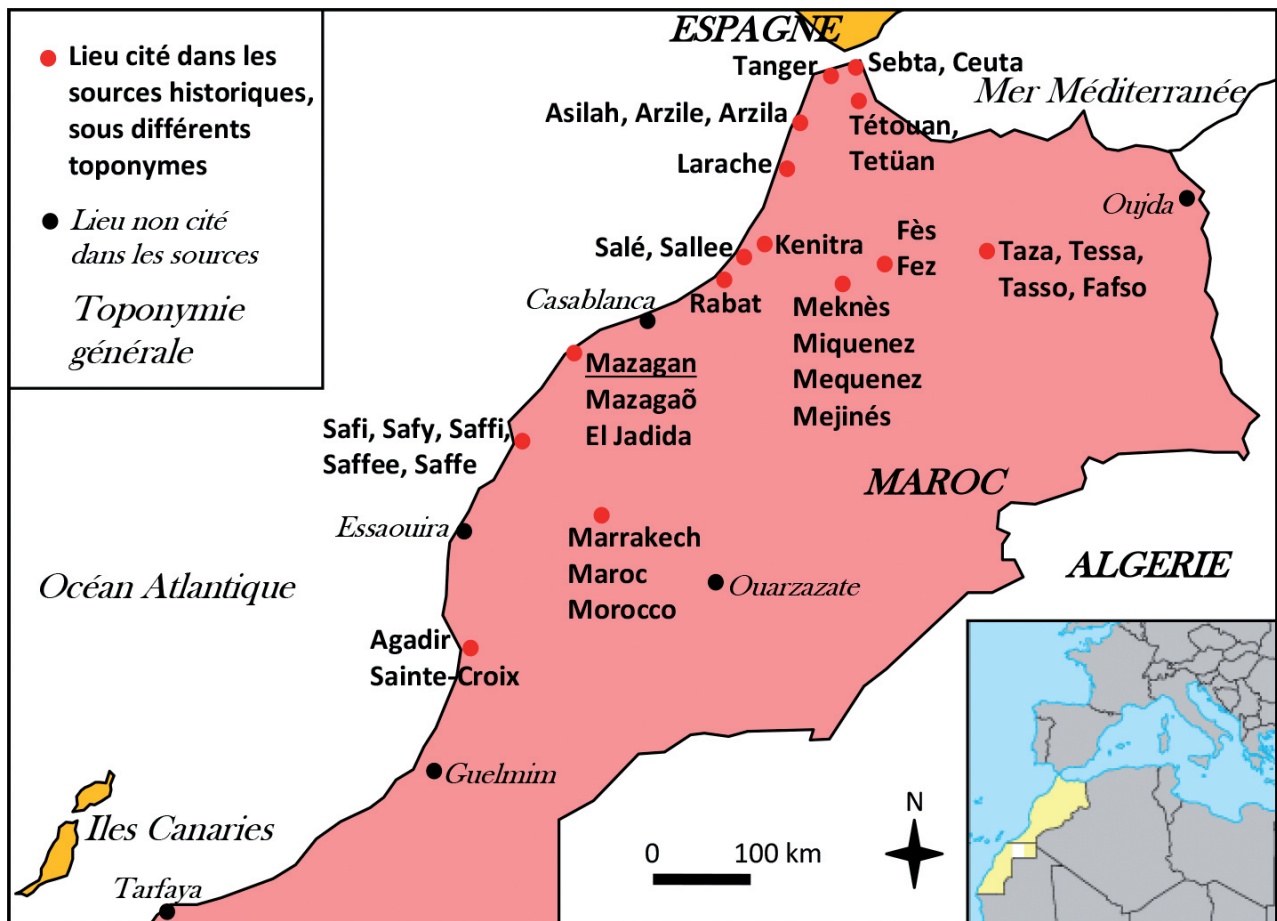 Lieu cité dans les
sources historiques,
sous différents
toponymes
Lieu non cité
dans les sources
Toponymie
générale
ESPAGNE
Tanger
Sebta, Ceuta
Mer Méditerranée
Asilah, Arzile, Arzila
Tétouan,
Tetüan
Larache
Oujda
Salé, Sallee
Kenitra
Fès
Fez
Taza, Tessa,
Tasso, Fafso
Casablanca
Rabat
Meknès
Miquenez
Mequenez
Mejinés
Mazagan
Mazagaõ
El Jadida
Safi, Safy, Saffi,
Saffee, Saffe
MAROC
Essaouira
Marrakech
Maroc
Morocco
Ouarzazate
ALGERIE
Océan Atlantique
Agadir
Sainte-Croix
Guelmim
Iles Canaries
Tarfaya
0 100 km
N